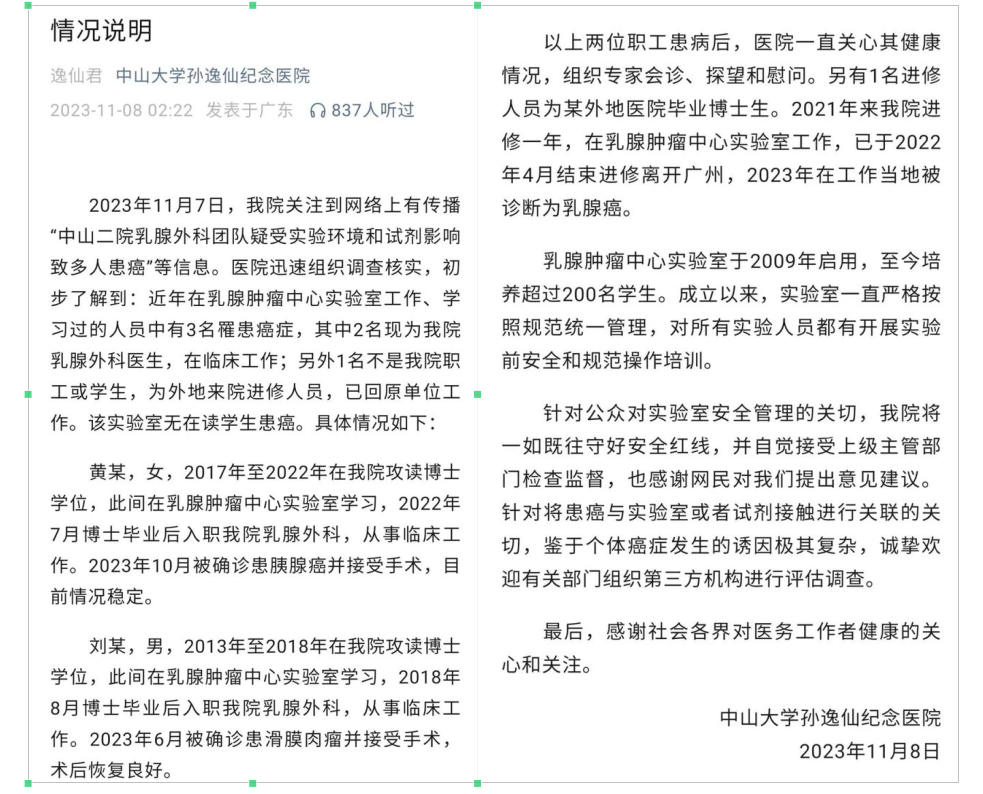 情况说明
逸仙君 中山大学孙逸仙纪念医院
2023-11-08 02:22 发表于广东 837人听过
2023年11月7日，我院关注到网络上有传播
“中山二院乳腺外科团队疑受实验环境和试剂影响
致多人患癌”等信息。医院迅速组织调查核实，初
步了解到：近年在乳腺肿瘤中心实验室工作、学
习过的人员中有3名罹患癌症，其中2名现为我院
乳腺外科医生，在临床工作；另外1名不是我院职
工或学生，为外地来院进修人员，已回原单位工
作。该实验室无在读学生患癌。具体情况如下：
黄某，女，2017年至2022年在我院攻读博士
学位，此间在乳腺肿瘤中心实验室学习，2022年
7月博士毕业后入职我院乳腺外科，从事临床工
作。2023年10月被确诊患胰腺癌并接受手术，目
前情况稳定。
刘某，男，2013年至2018年在我院攻读博士
学位，此间在乳腺肿瘤中心实验室学习，2018年
8月博士毕业后入职我院乳腺外科，从事临床工
作。2023年6月被确诊患滑膜肉瘤并接受手术，
术后恢复良好。
以上两位职工患病后，医院一直关心其健康
情况，组织专家会诊、探望和慰问。另有1名进修
人员为某外地医院毕业博士生。2021年来我院进
修一年，在乳腺肿瘤中心实验室工作，已于2022
年4月结束进修离开广州，2023年在工作当地被
诊断为乳腺癌。
乳腺肿瘤中心实验室于2009年启用，至今培
养超过200名学生。成立以来，实验室一直严格按
照规范统一管理，对所有实验人员都有开展实验
前安全和规范操作培训。
针对公众对实验室安全管理的关切，我院将
一如既往守好安全红线，并自觉接受上级主管部
门检查监督，也感谢网民对我们提出意见建议。
针对将患癌与实验室或者试剂接触进行关联的关
切，鉴于个体癌症发生的诱因极其复杂，诚挚欢
迎有关部门组织第三方机构进行评估调查。
最后，感谢社会各界对医务工作者健康的关
心和关注。
中山大学孙逸仙纪念医院
2023年11月8日